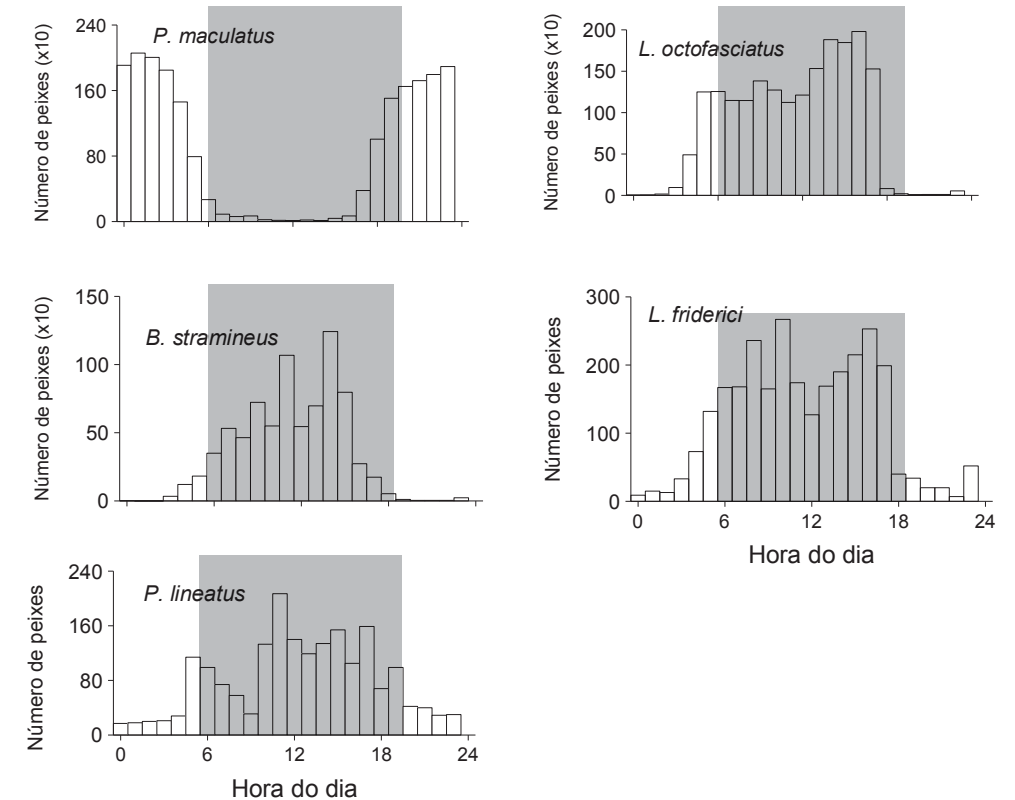 P. maculatus
Número de peixes (x10)
240
160
80
0
L. octofasciatus
Número de peixes (x10)
200
150
100
50
0
B. stramineus
Número de peixes (x10)
150
100
50
0
L. friderici
Número de peixes
300
200
100
0
0 6 12 18 24
Hora do dia
P. lineatus
Número de peixes
240
160
80
0
0 6 12 18 24
Hora do dia